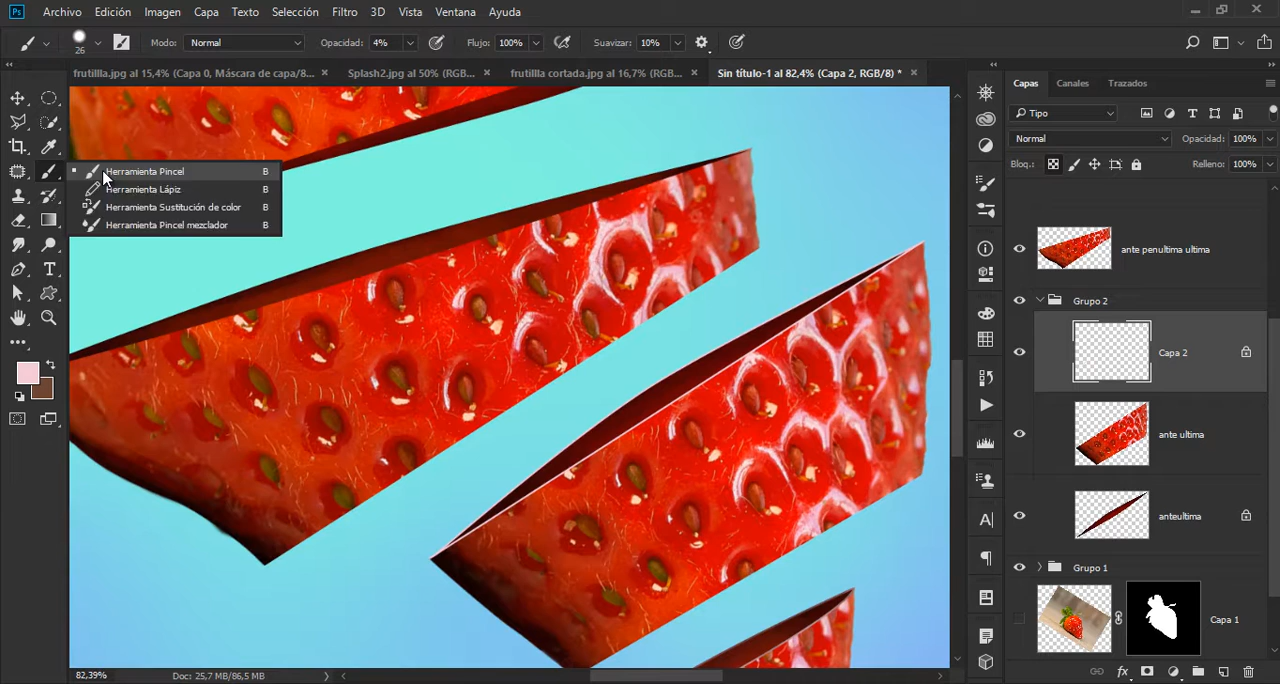 Ps Archivo Edición Imagen Capa Texto Selección Filtro 3D Vista Ventana Ayuda
26 Modo: Normal Opacidad: 4% Flujo: 100% Suavizar: 10%
frutillla.jpg al 15,4% (Capa 0, Máscara de capa/8... × Splash2.jpg al 50% (RGB... × frutillla cortada.jpg al 16,7% (RGB... × Sin título-1 al 82,4% (Capa 2, RGB/8) * ×
Herramienta Pincel B
Herramienta Lápiz B
Herramienta Sustitución de color B
Herramienta Pincel mezclador B
Capas Canales Trazados
Tipo
Normal Opacidad: 100%
Bloq.: Relleno: 100%
ante penultima ultima
Grupo 2
Capa 2
ante ultima
anteultima
Grupo 1
Capa 1
82,39% Doc: 25,7 MB/86,5 MB